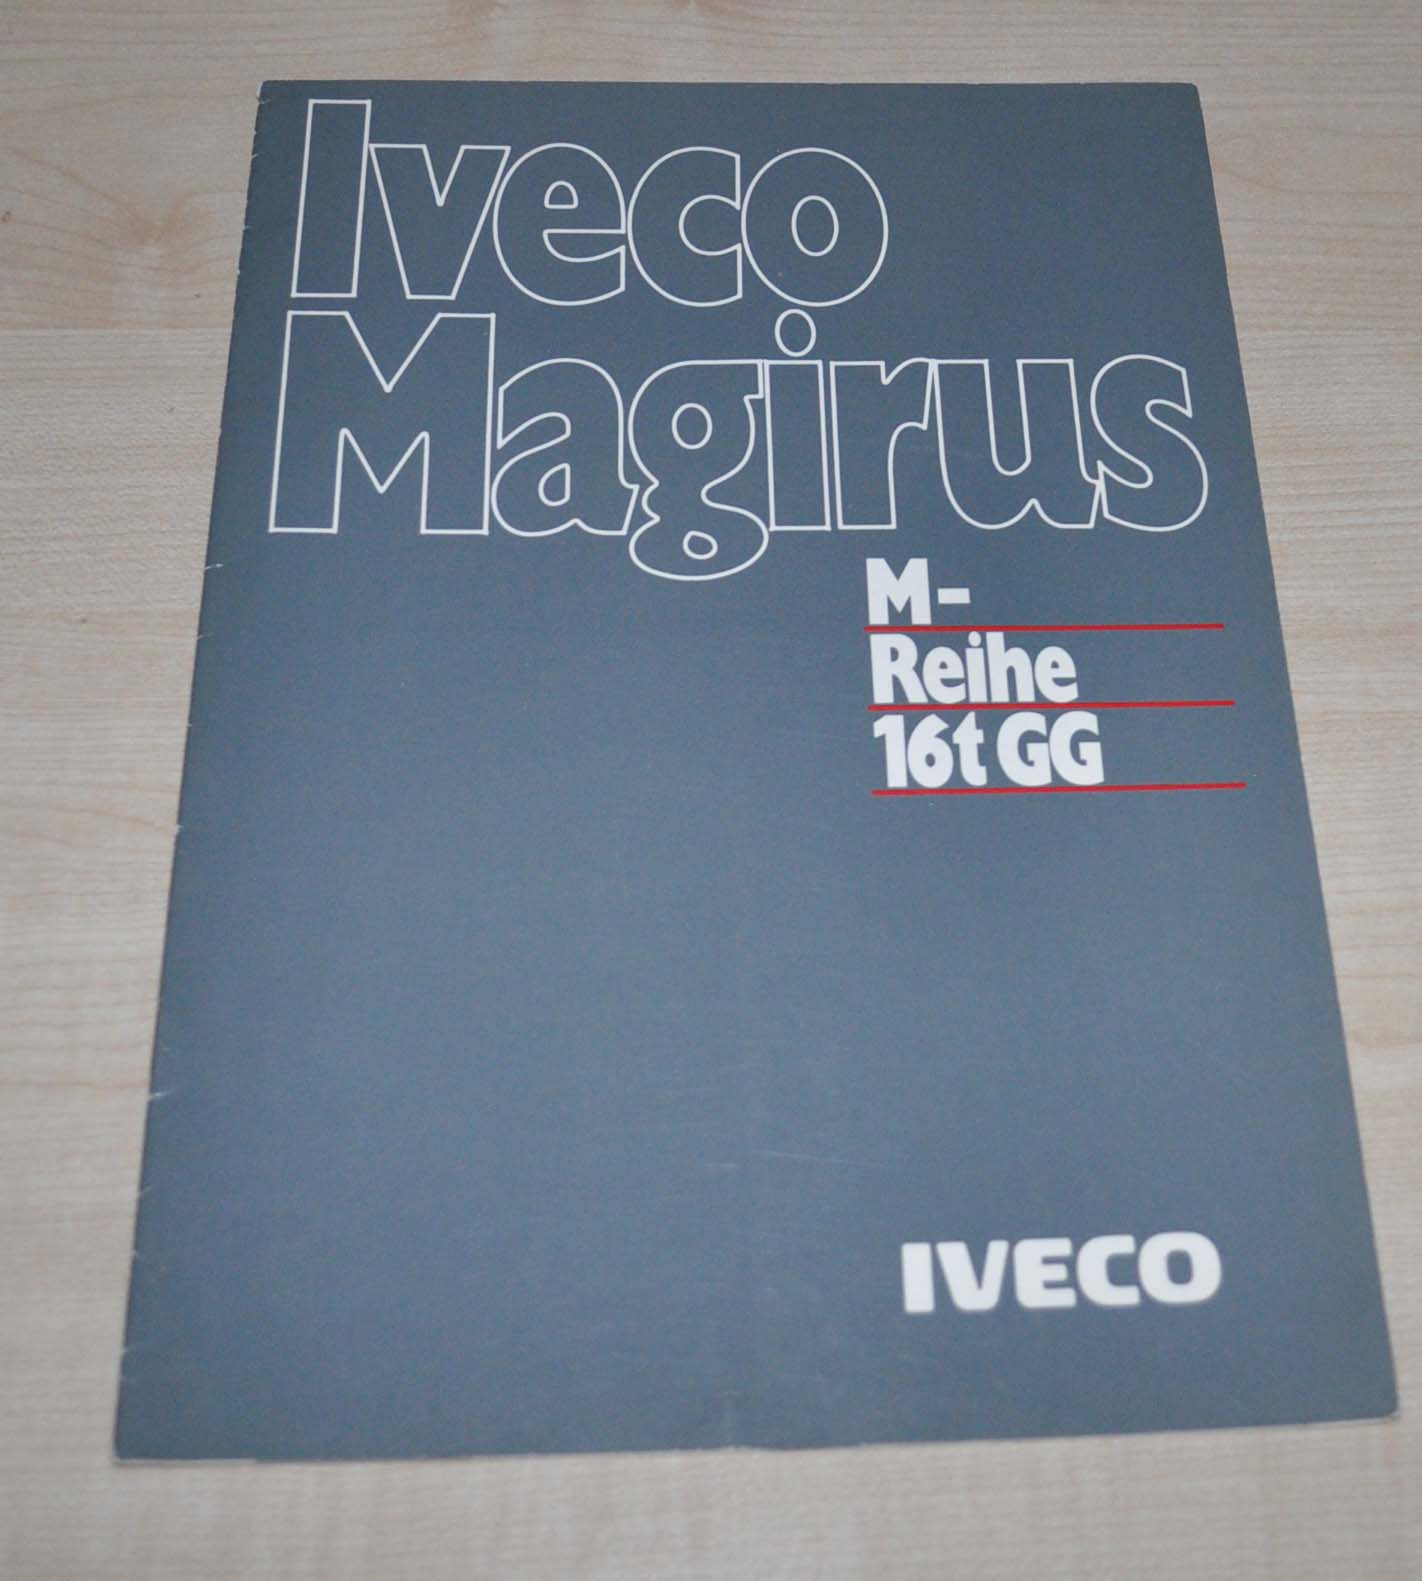 Iveco
Magirus
M-
Reihe
16t GG
IVECO